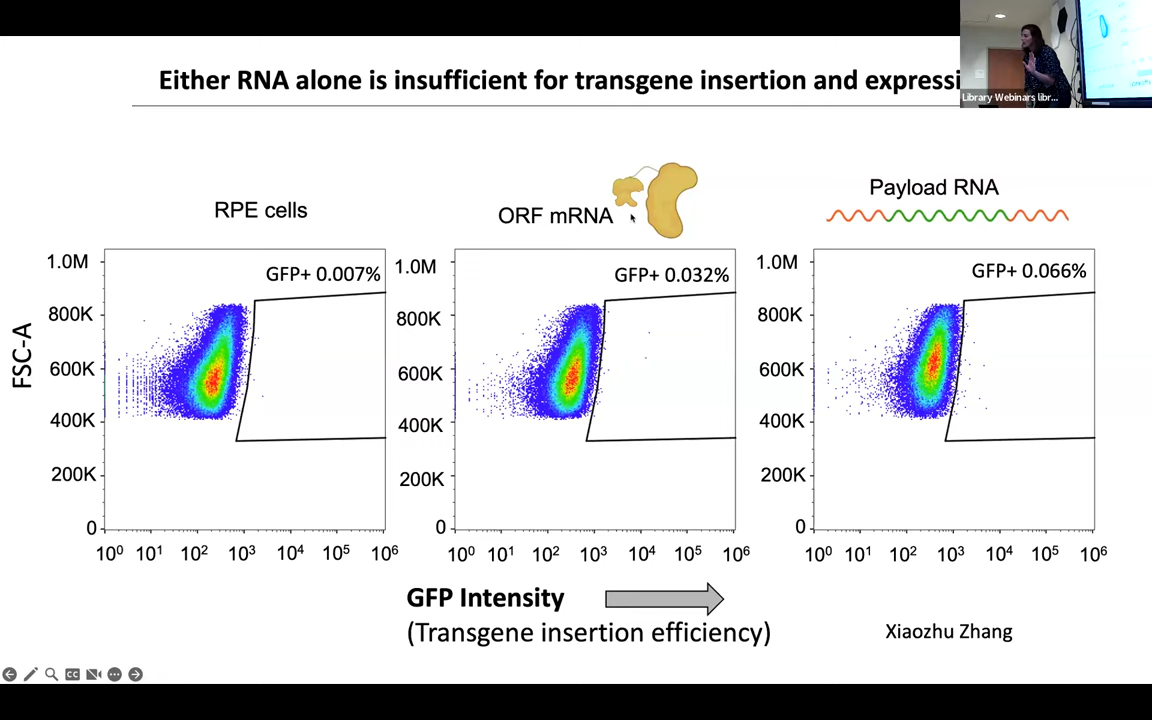 Either RNA alone is insufficient for transgene insertion and expressi
Library Webinars libr...
RPE cells
ORF mRNA
Payload RNA
GFP+ 0.007%
GFP+ 0.032%
GFP+ 0.066%
FSC-A
1.0M
800K
600K
400K
200K
0
10⁰ 10¹ 10² 10³ 10⁴ 10⁵ 10⁶
1.0M
800K
600K
400K
200K
0
10⁰ 10¹ 10² 10³ 10⁴ 10⁵ 10⁶
1.0M
800K
600K
400K
200K
0
10⁰ 10¹ 10² 10³ 10⁴ 10⁵ 10⁶
GFP Intensity
(Transgene insertion efficiency)
Xiaozhu Zhang
CC